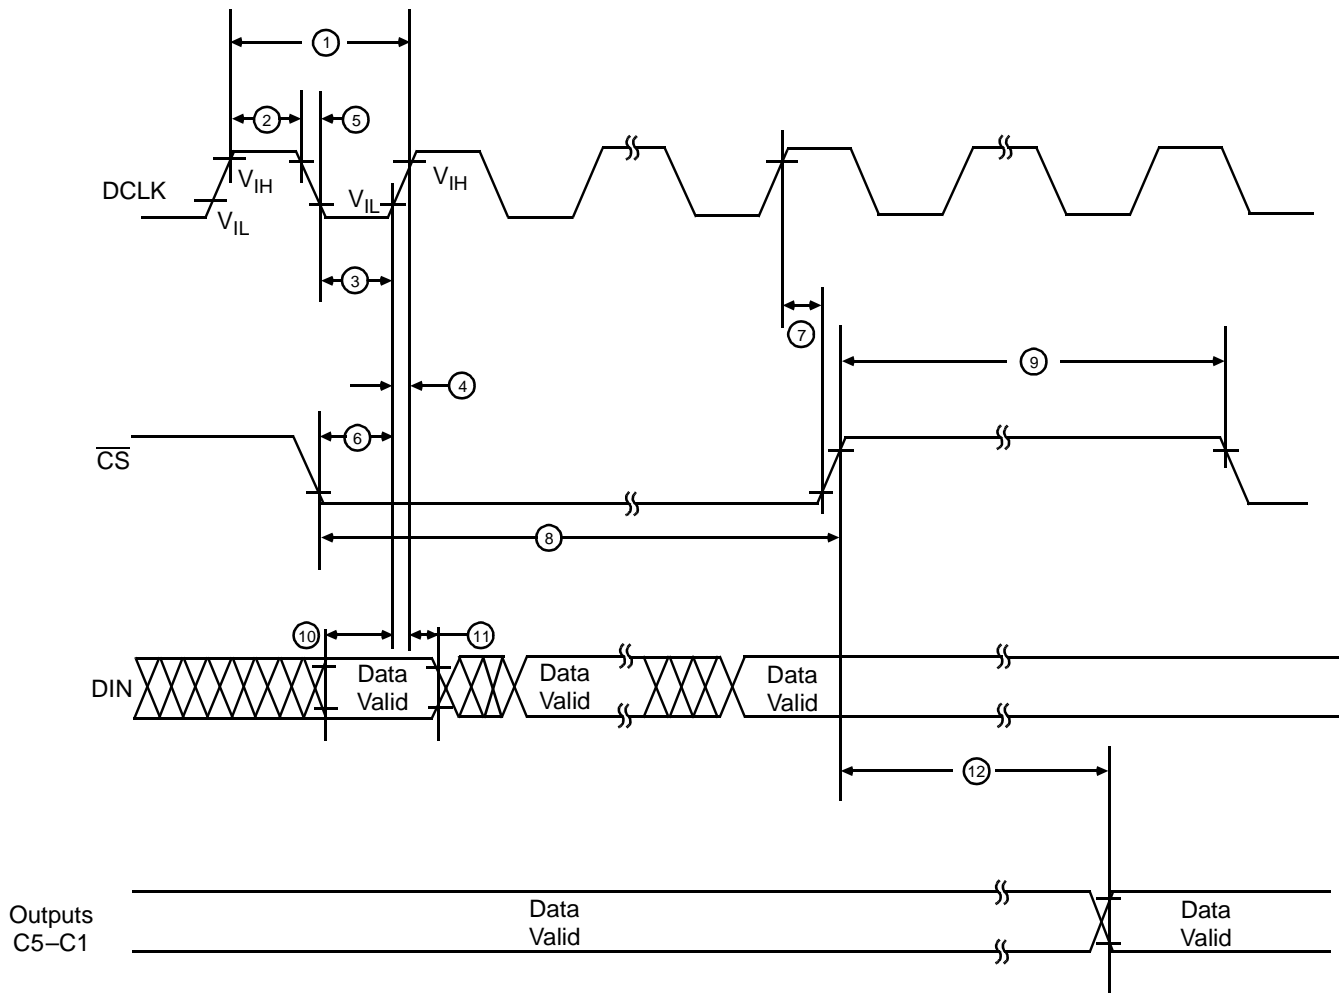 1
2
5
DCLK
VIH
VIL
VIL
VIH
3
7
4
9
CS
6
8
10
11
DIN
Data
Valid
Data
Valid
Data
Valid
12
Outputs
C5–C1
Data
Valid
Data
Valid